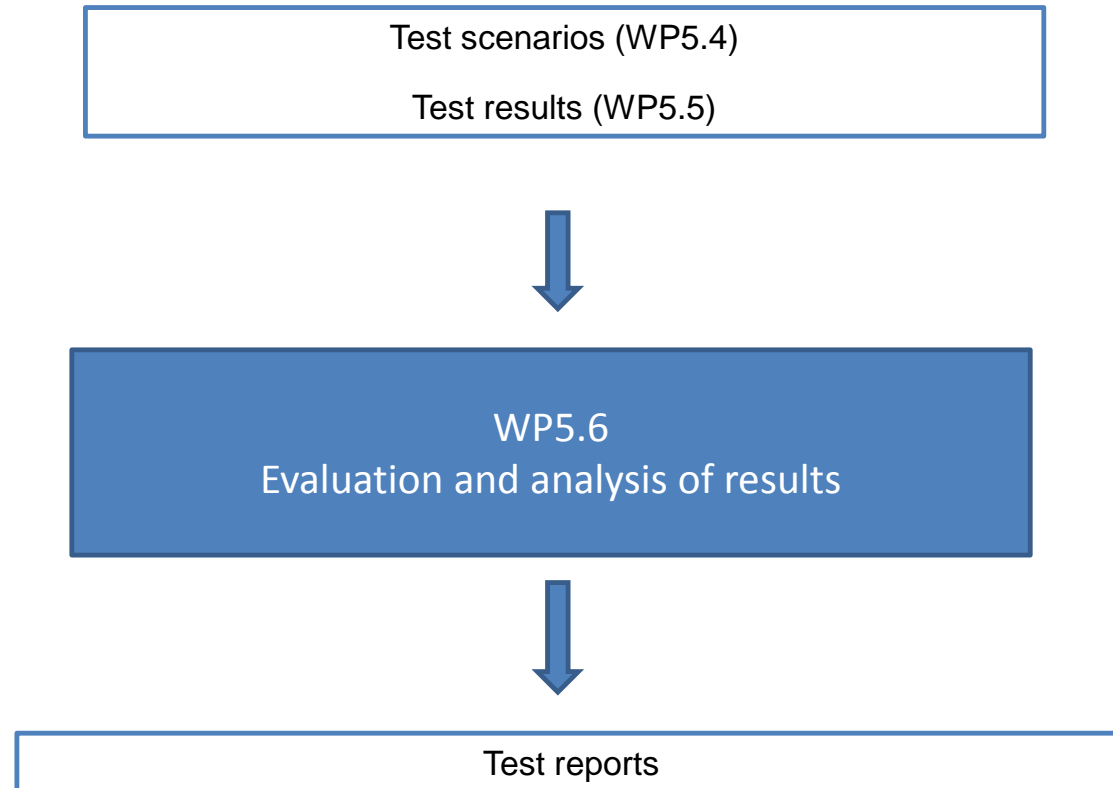 Test scenarios (WP5.4)
Test results (WP5.5)
WP5.6
Evaluation and analysis of results
Test reports